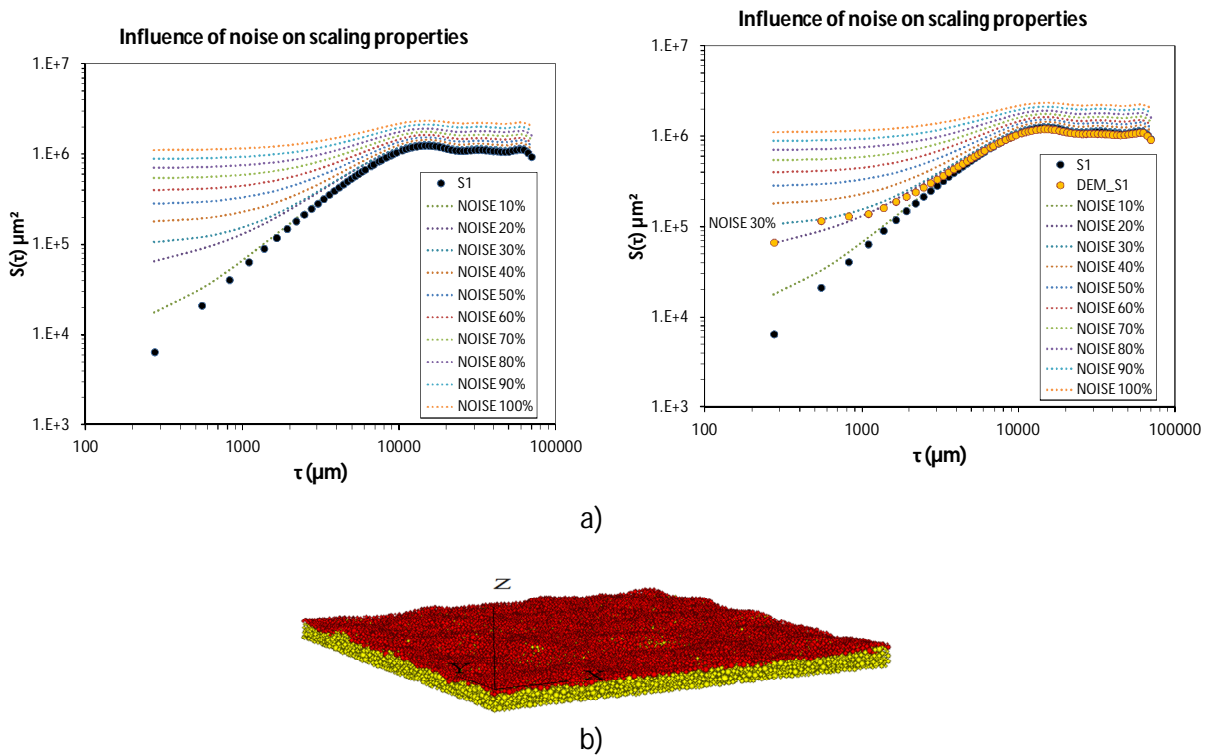 Influence of noise on scaling properties
1.E+7
1.E+6
1.E+5
1.E+4
1.E+3
S(τ) µm²
100
1000
10000
100000
τ (µm)
S1
NOISE 10%
NOISE 20%
NOISE 30%
NOISE 40%
NOISE 50%
NOISE 60%
NOISE 70%
NOISE 80%
NOISE 90%
NOISE 100%
Influence of noise on scaling properties
1.E+7
1.E+6
1.E+5
1.E+4
1.E+3
S(τ) µm²
100
1000
10000
100000
τ (µm)
NOISE 30%
S1
DEM_S1
NOISE 10%
NOISE 20%
NOISE 30%
NOISE 40%
NOISE 50%
NOISE 60%
NOISE 70%
NOISE 80%
NOISE 90%
NOISE 100%
a)
Z
Y
X
b)